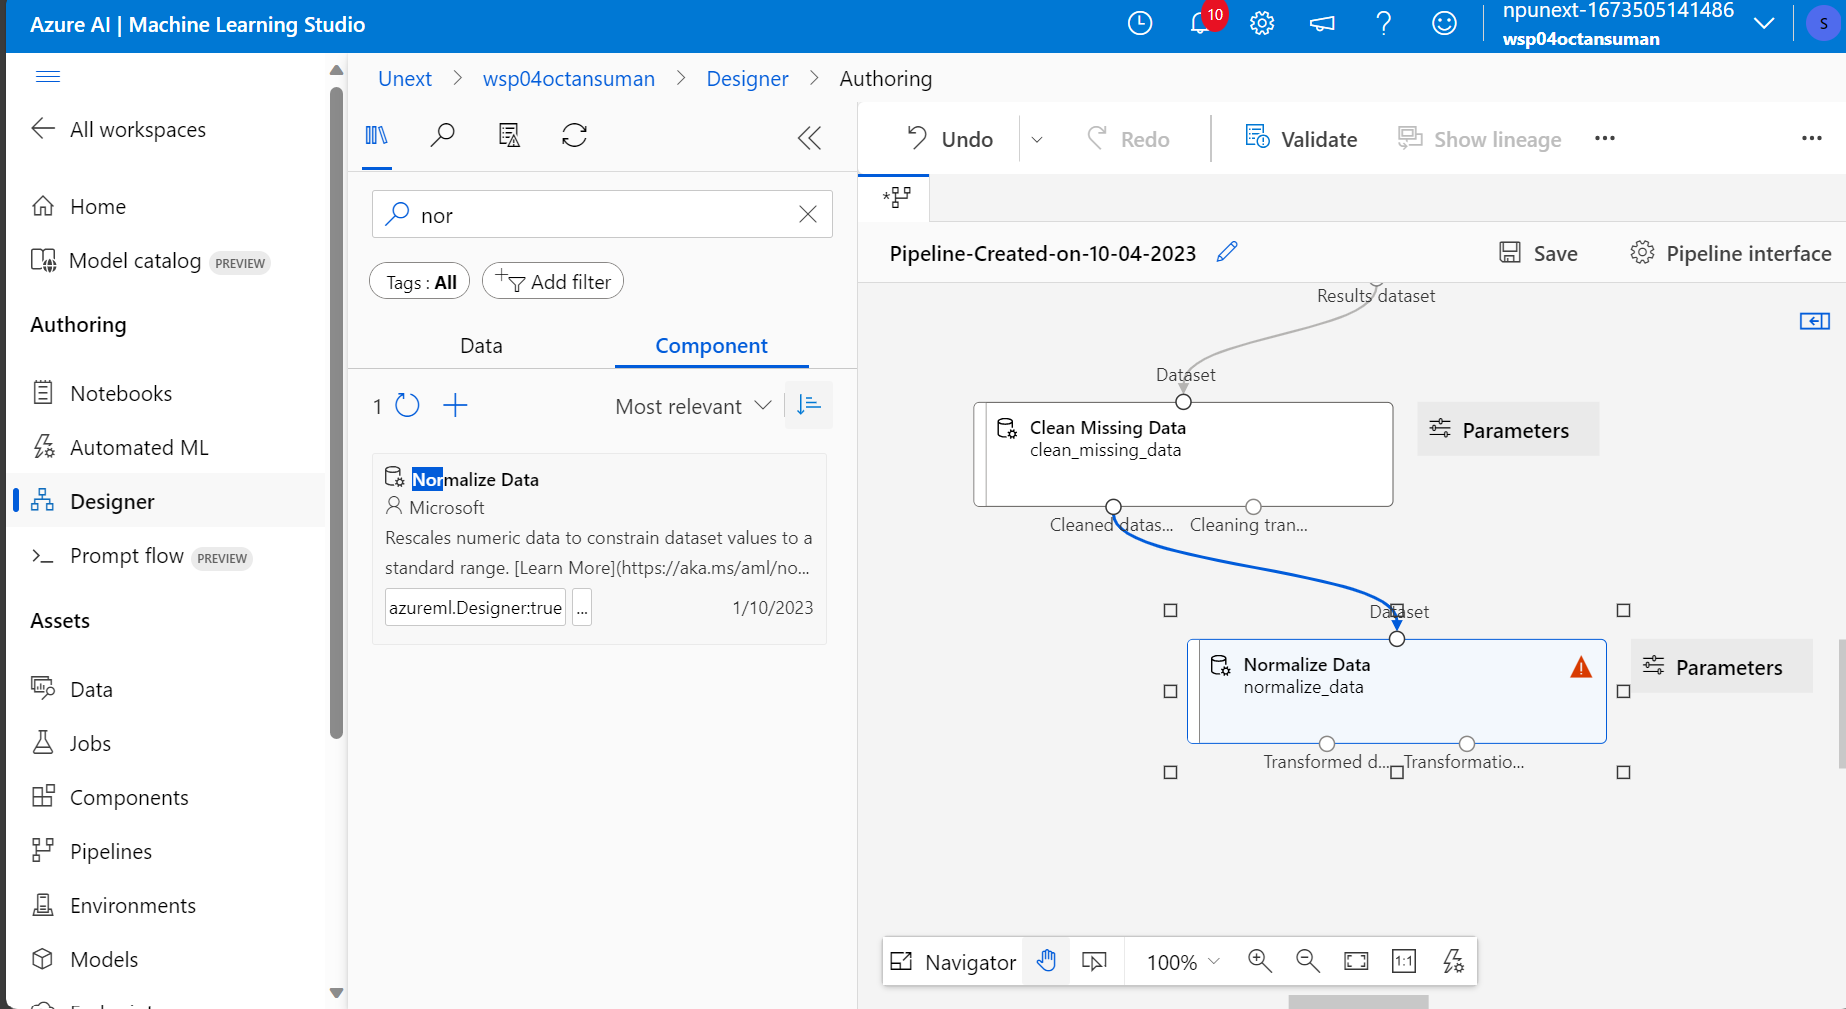 Azure AI | Machine Learning Studio
10
npunext-1673505141486
wsp04octansuman
S
All workspaces
Home
Model catalog PREVIEW
Authoring
Notebooks
Automated ML
Designer
Prompt flow PREVIEW
Assets
Data
Jobs
Components
Pipelines
Environments
Models
Unext > wsp04octansuman > Designer > Authoring
nor
Tags : All
Add filter
Data
Component
1
Most relevant
Normalize Data
Microsoft
Rescales numeric data to constrain dataset values to a
standard range. [Learn More](https://aka.ms/aml/no...
azureml.Designer:true
...
1/10/2023
Undo
Redo
Validate
Show lineage
Pipeline-Created-on-10-04-2023
Save
Pipeline interface
Results dataset
Dataset
Clean Missing Data
clean_missing_data
Parameters
Cleaned datas...
Cleaning tran...
Dataset
Normalize Data
normalize_data
Parameters
Transformed d...
Transformatio...
Navigator
100%
1:1